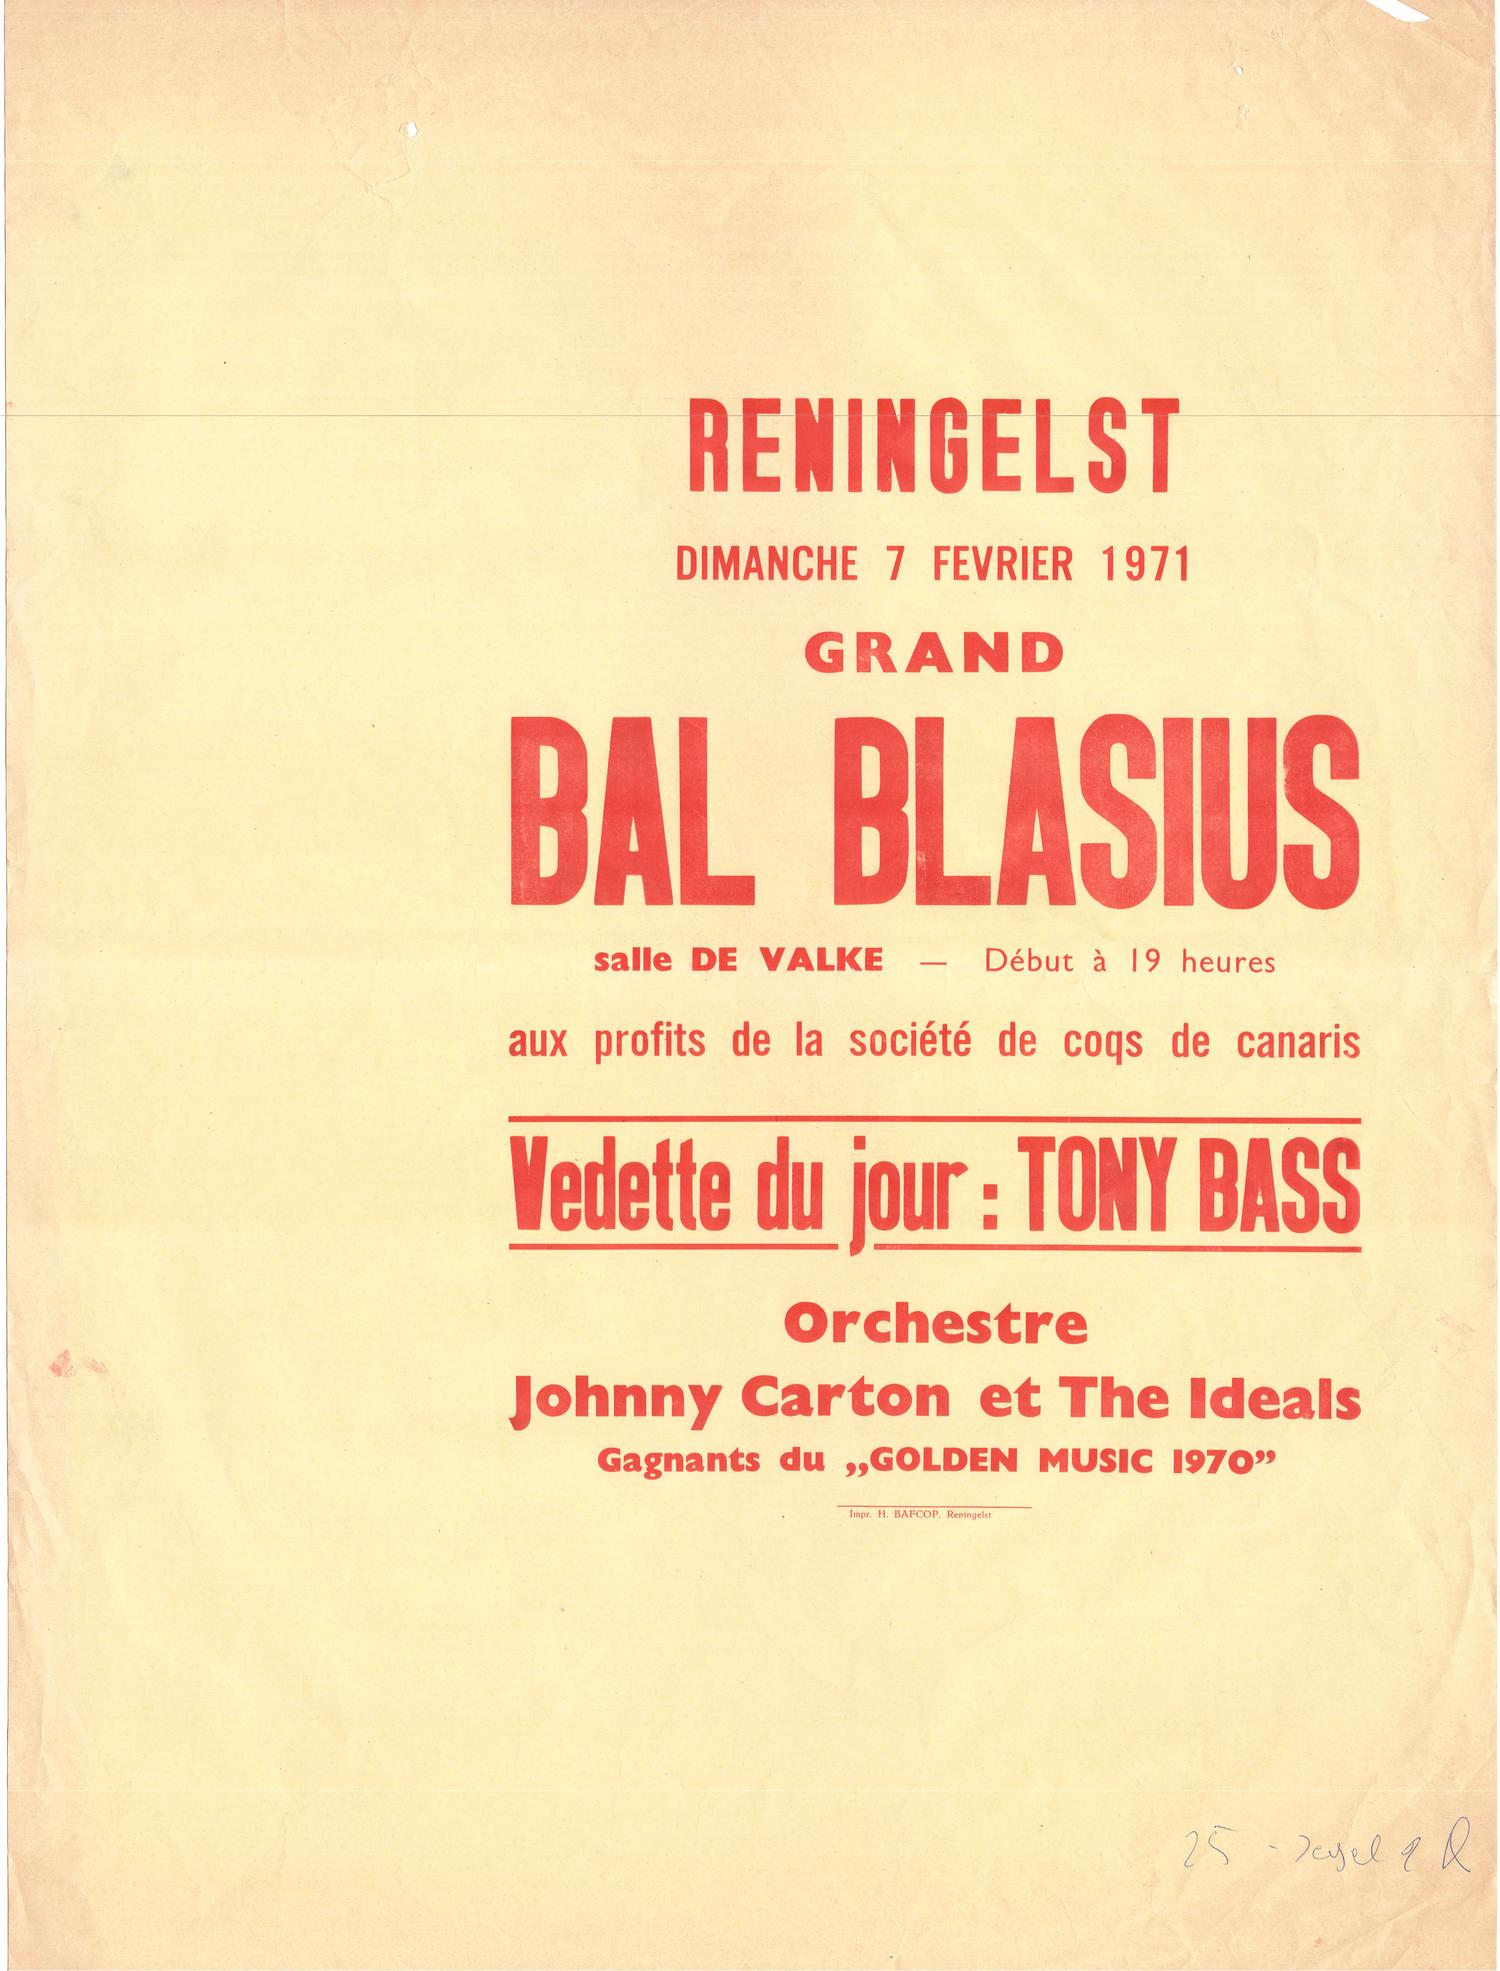 RENINGELST
DIMANCHE 7 FEVRIER 1971
GRAND
BAL BLASIUS
salle DE VALKE — Début à 19 heures
aux profits de la société de coqs de canaris
Vedette du jour : TONY BASS
Orchestre
Johnny Carton et The Ideals
Gagnants du „GOLDEN MUSIC 1970”
Impr. H. BAFCOP, Reningelst
25 -